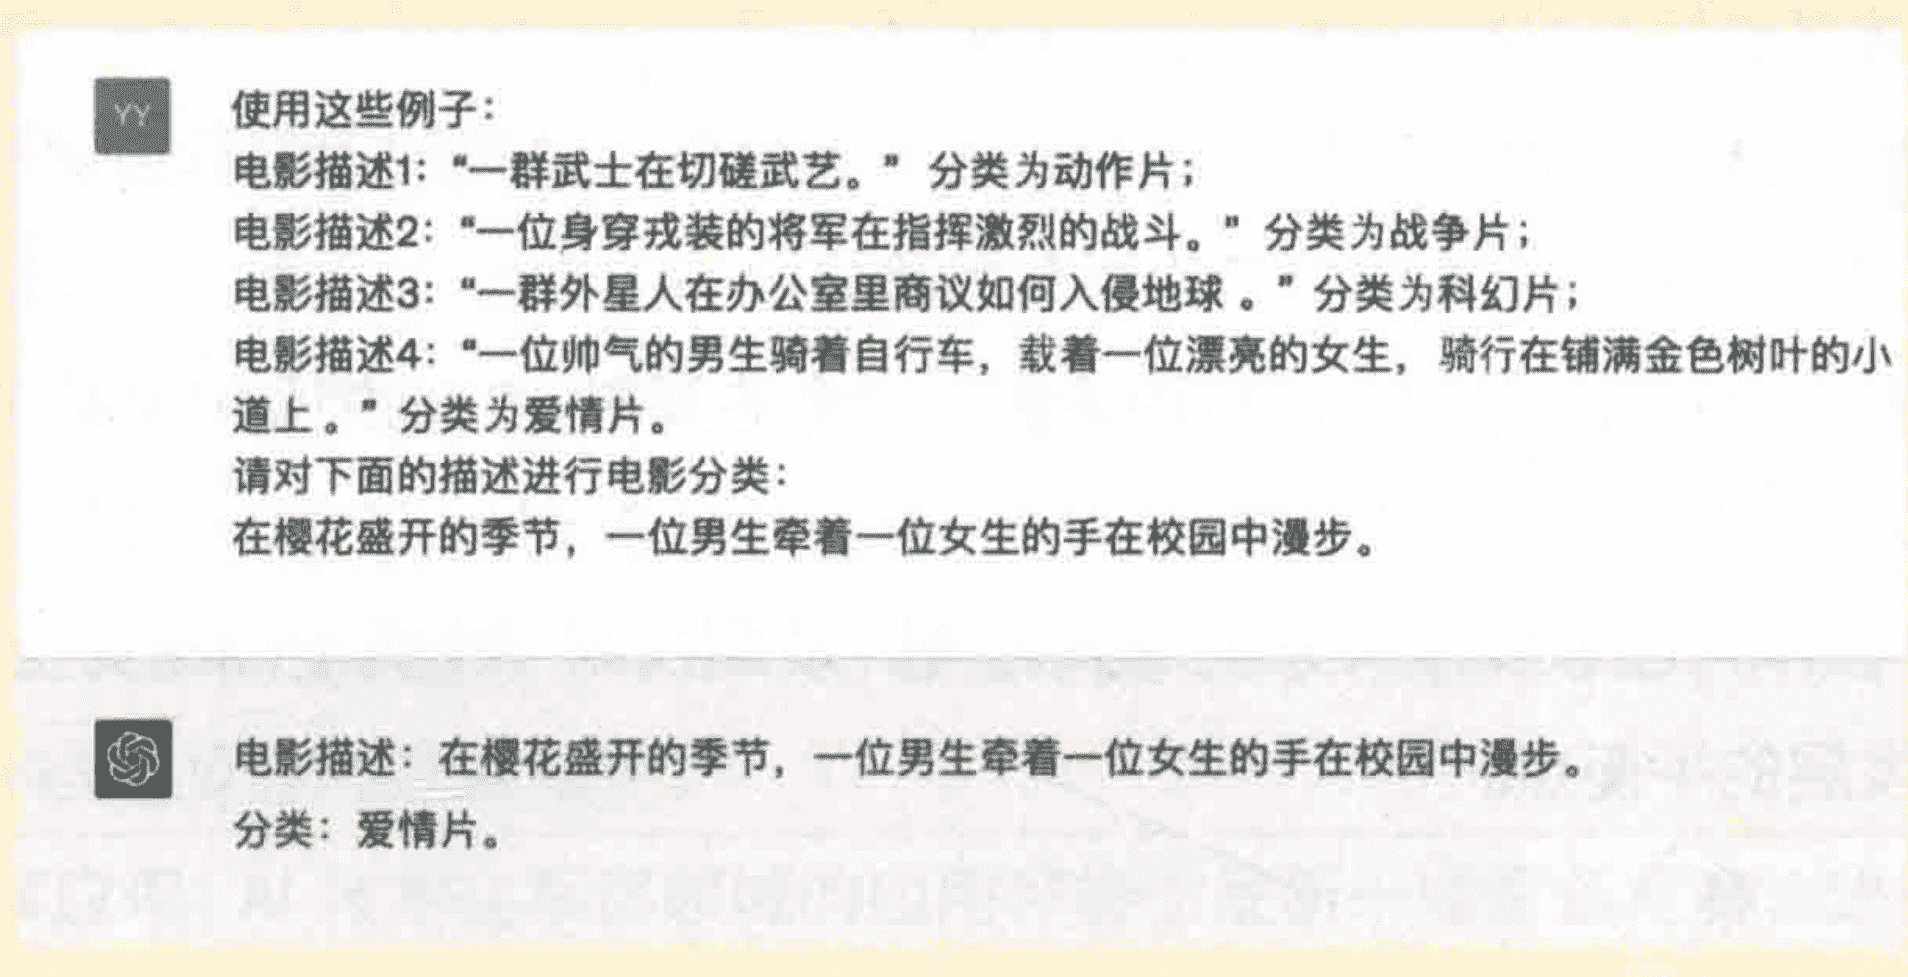 YY
使用这些例子：
电影描述1：“一群武士在切磋武艺。” 分类为动作片；
电影描述2：“一位身穿戎装的将军在指挥激烈的战斗。” 分类为战争片；
电影描述3：“一群外星人在办公室里商议如何入侵地球 。” 分类为科幻片；
电影描述4：“一位帅气的男生骑着自行车，载着一位漂亮的女生，骑行在铺满金色树叶的小
道上 。” 分类为爱情片。
请对下面的描述进行电影分类：
在樱花盛开的季节，一位男生牵着一位女生的手在校园中漫步。
电影描述：在樱花盛开的季节，一位男生牵着一位女生的手在校园中漫步。
分类：爱情片。